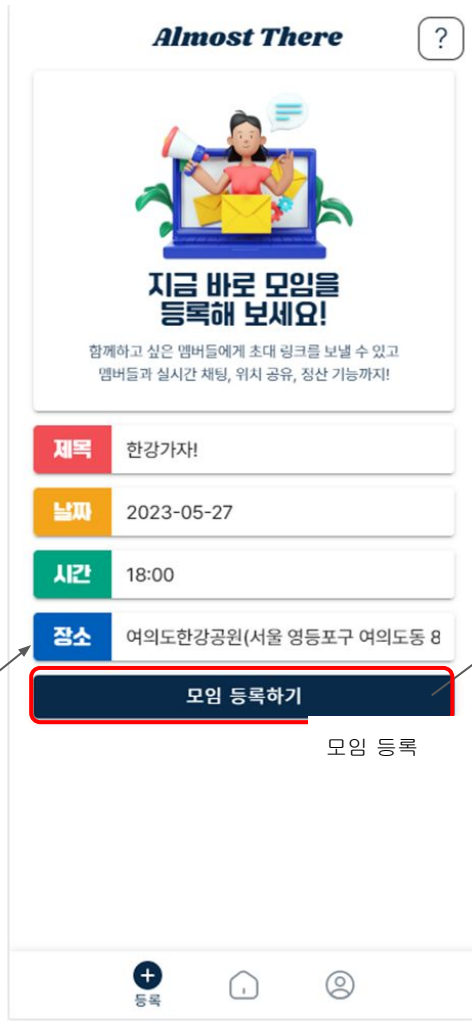 Almost There
?
지금 바로 모임을
등록해 보세요!
함께하고 싶은 멤버들에게 초대 링크를 보낼 수 있고
멤버들과 실시간 채팅, 위치 공유, 정산 기능까지!
제목 한강가자!
날짜 2023-05-27
시간 18:00
장소 여의도한강공원(서울 영등포구 여의도동 8
모임 등록하기
모임 등록
등록